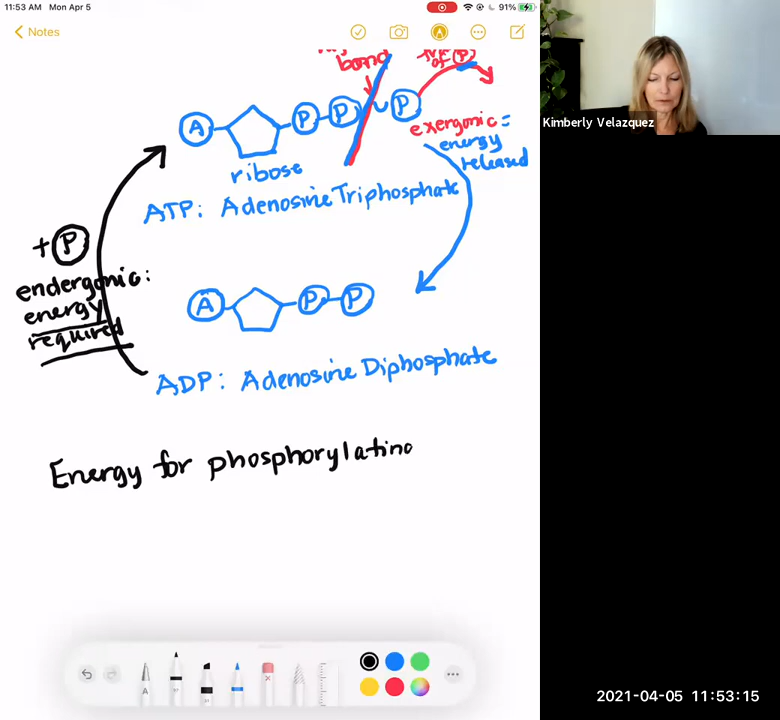 11:53 AM Mon Apr 5
91%
Notes
bond
of P
A P P P
exergonic =
energy
released
ribose
ATP: Adenosine Triphosphate
+ P
endergonic:
energy
required
A P P
ADP: Adenosine Diphosphate
Energy for phosphorylatino
Kimberly Velazquez
A
2021-04-05 11:53:15